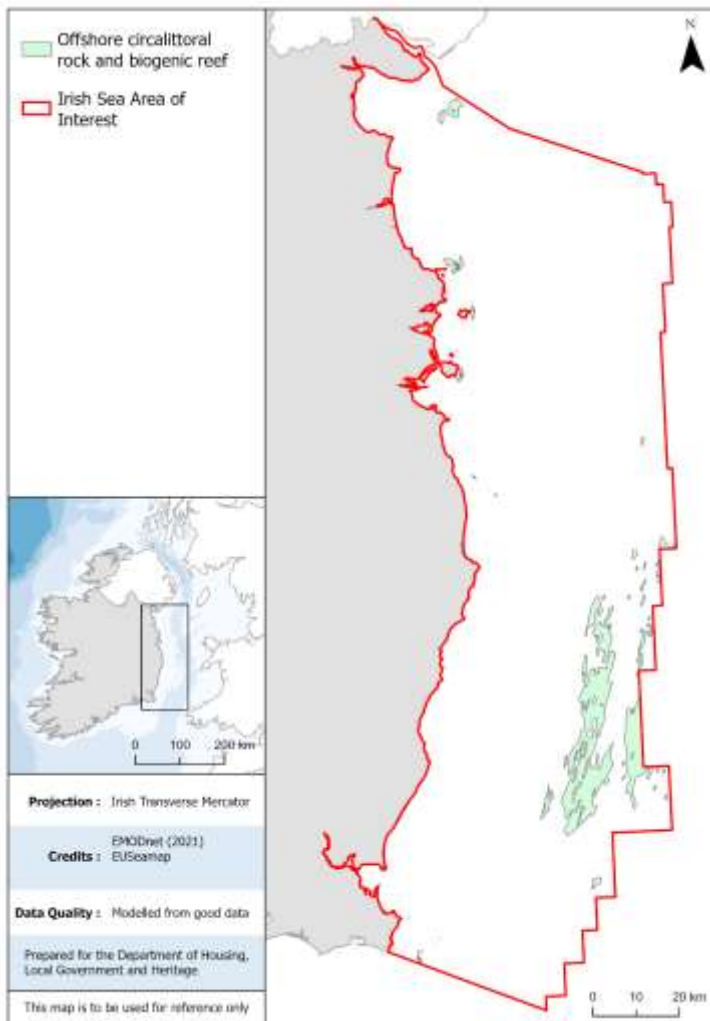 Offshore circalittoral
rock and biogenic reef
Irish Sea Area of
Interest
N
0 100 200 km
Projection : Irish Transverse Mercator
Credits : EMODnet (2021)
EUSeamap
Data Quality : Modelled from good data
Prepared for the Department of Housing,
Local Government and Heritage
This map is to be used for reference only
0 10 20 km